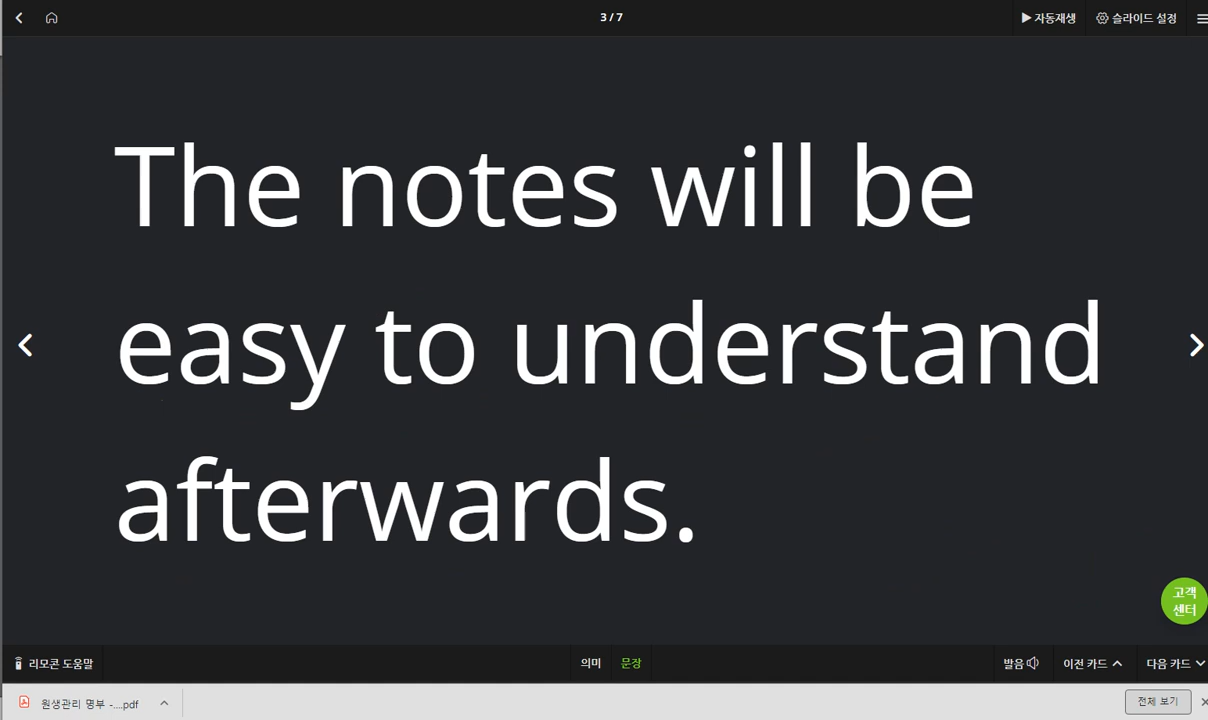 3 / 7
자동재생
슬라이드 설정
The notes will be
easy to understand
afterwards.
고객
센터
리모콘 도움말
의미
문장
발음
이전 카드
다음 카드
원생관리 명부 -....pdf
전체 보기